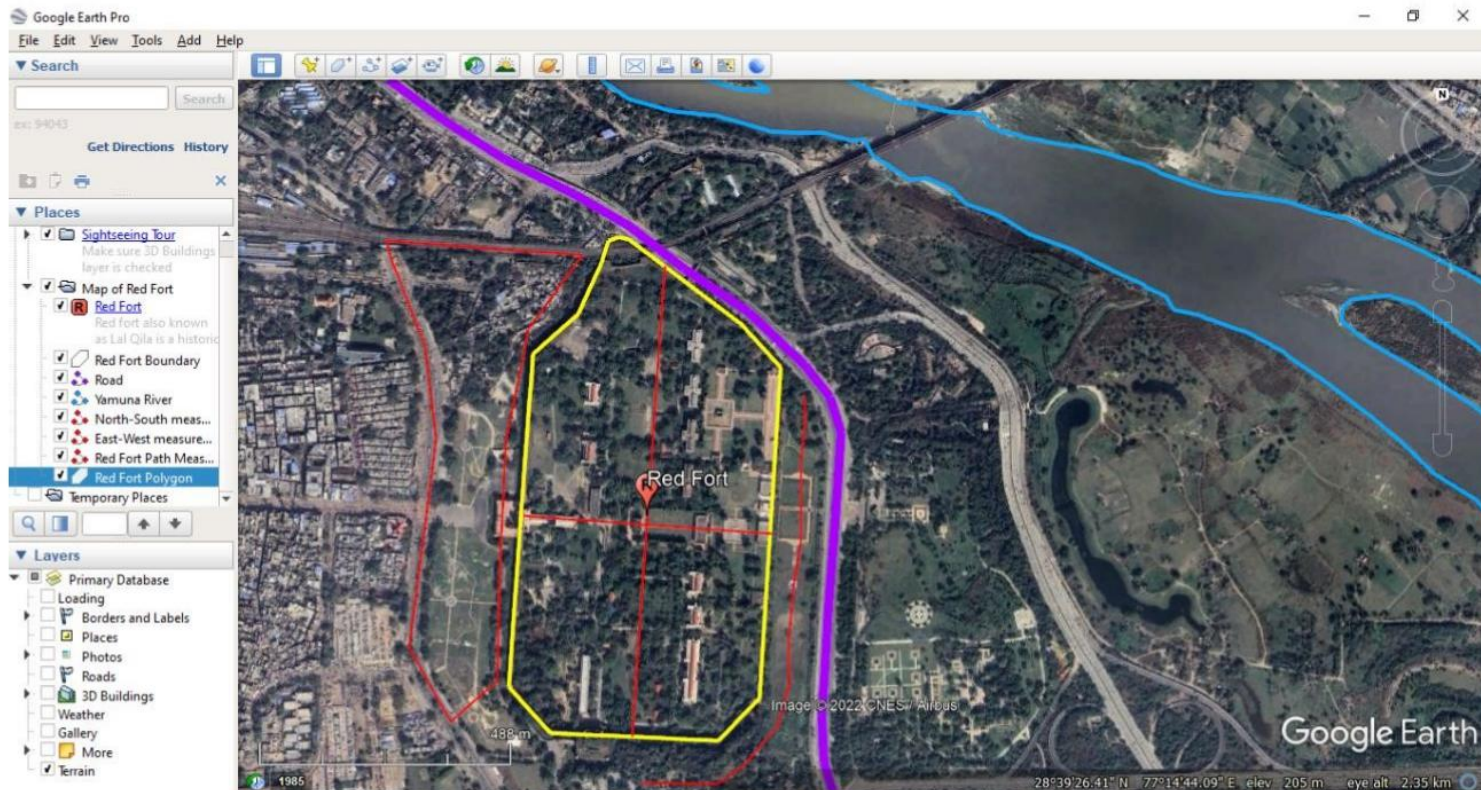 Google Earth Pro
File Edit View Tools Add Help
Search
Search
ex: 94043
Get Directions History
Places
Sightseeing Tour
Make sure 3D Buildings
layer is checked
Map of Red Fort
Red Fort
Red fort also known
as Lal Qila is a historic
Red Fort Boundary
Road
Yamuna River
North-South meas...
East-West measure...
Red Fort Path Meas...
Red Fort Polygon
Temporary Places
Layers
Primary Database
Loading
Borders and Labels
Places
Photos
Roads
3D Buildings
Weather
Gallery
More
Terrain
N
R
Red Fort
Image © 2022 CNES / Airbus
488 m
Google Earth
1985
28°39'26.41" N 77°14'44.09" E elev 205 m eye alt 2.35 km